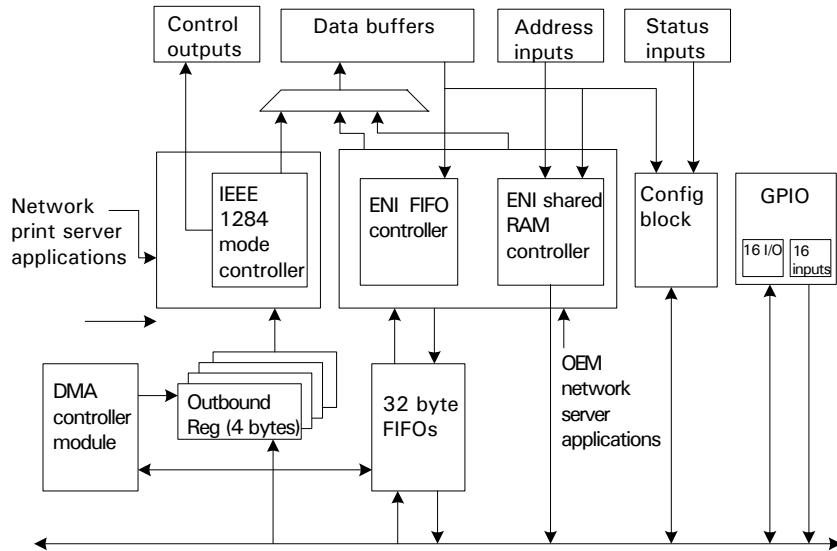 Control
outputs
Data buffers
Address
inputs
Status
inputs
Network
print server
applications
IEEE
1284
mode
controller
ENI FIFO
controller
ENI shared
RAM
controller
Config
block
GPIO
16 I/O
16
inputs
DMA
controller
module
Outbound
Reg (4 bytes)
32 byte
FIFOs
OEM
network
server
applications